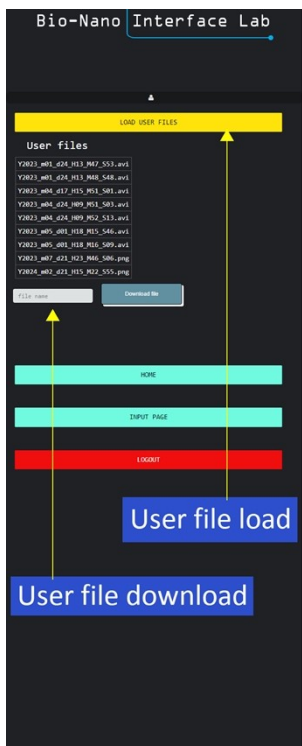 Bio-Nano Interface Lab
LOAD USER FILES
User files
Y2023_m01_d24_H13_M47_S53.avi
Y2023_m01_d24_H13_M48_S48.avi
Y2023_m04_d17_H15_M51_S01.avi
Y2023_m04_d24_H09_M51_S03.avi
Y2023_m04_d24_H09_M52_S13.avi
Y2023_m05_d01_H18_M15_S46.avi
Y2023_m05_d01_H18_M16_S09.avi
Y2023_m07_d21_H23_M46_S06.png
Y2024_m02_d21_H15_M22_S55.png
file name Download file
HOME
INPUT PAGE
LOGOUT
User file load
User file download